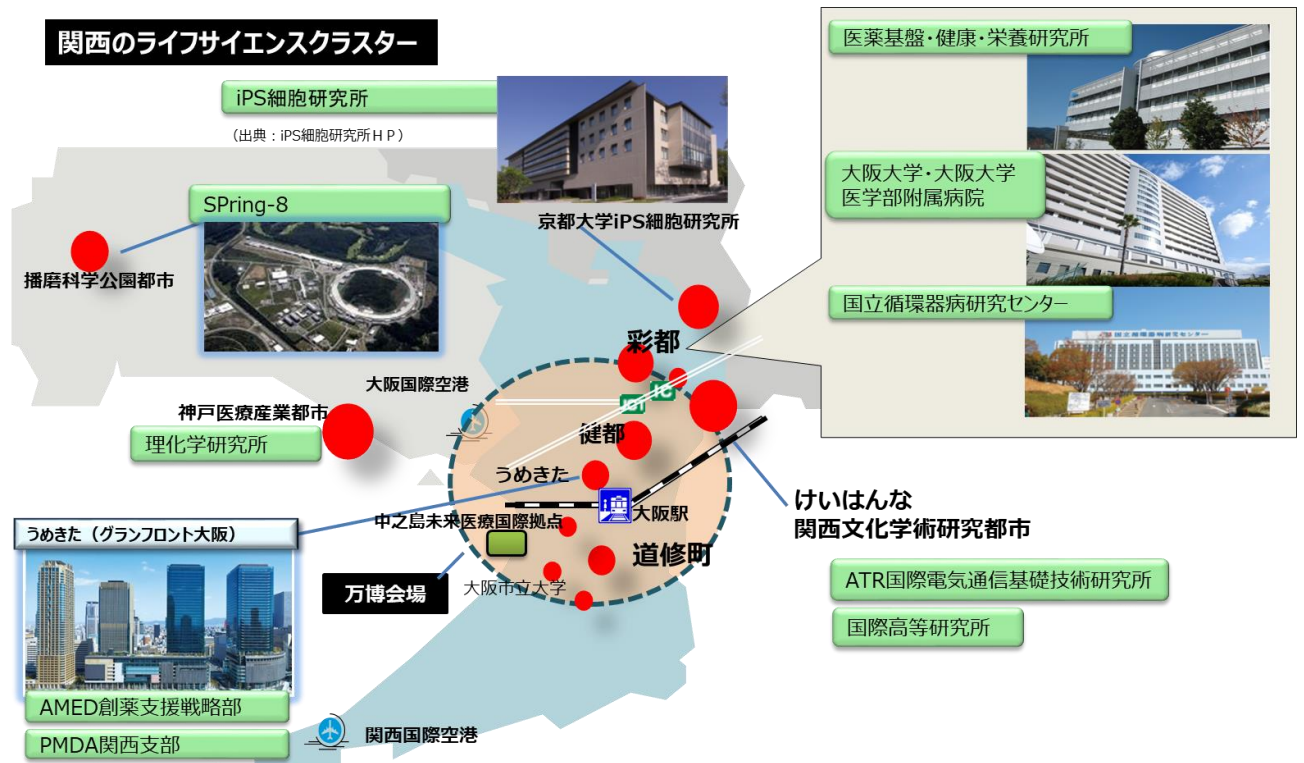 関西のライフサイエンスクラスター
iPS細胞研究所
（出典：iPS細胞研究所ＨＰ）
京都大学iPS細胞研究所
SPring-8
播磨科学公園都市
医薬基盤・健康・栄養研究所
大阪大学・大阪大学
医学部附属病院
国立循環器病研究センター
彩都
大阪国際空港
IC
JCT
神戸医療産業都市
理化学研究所
健都
うめきた
大阪駅
けいはんな
関西文化学術研究都市
中之島未来医療国際拠点
うめきた（グランフロント大阪）
道修町
万博会場
大阪市立大学
ATR国際電気通信基礎技術研究所
国際高等研究所
AMED創薬支援戦略部
PMDA関西支部
関西国際空港